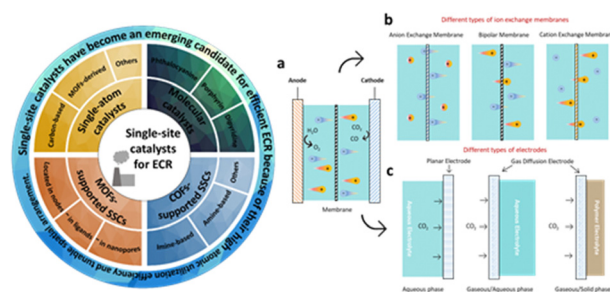 Single-site catalysts have become an emerging candidate for efficient ECR because of their high atomic utilization efficiency and tunable spatial arrangement.
Carbon-based
MOFs-derived
Others
Single-atom
catalysts
Phthalocyanine
Porphyrin
Molecular
catalysts
Single-site
catalysts
for ECR
MOFs-
supported SSCs
Located in nodes
~ in ligands
~ in nanopores
COFs-
supported SSCs
Imine-based
Amine-based
Others
a
Anode
Cathode
H2O
O2
CO2
CO
Membrane
b
Different types of ion-exchange membranes
Anion Exchange Membrane
Bipolar Membrane
Cation Exchange Membrane
Different types of electrodes
c
Planar Electrode
Gas Diffusion Electrode
Aqueous Electrolyte
CO2
Aqueous phase
CO2
Aqueous Electrolyte
Gaseous/Aqueous phase
CO2
Polymer Electrolyte
Gaseous/Solid phase